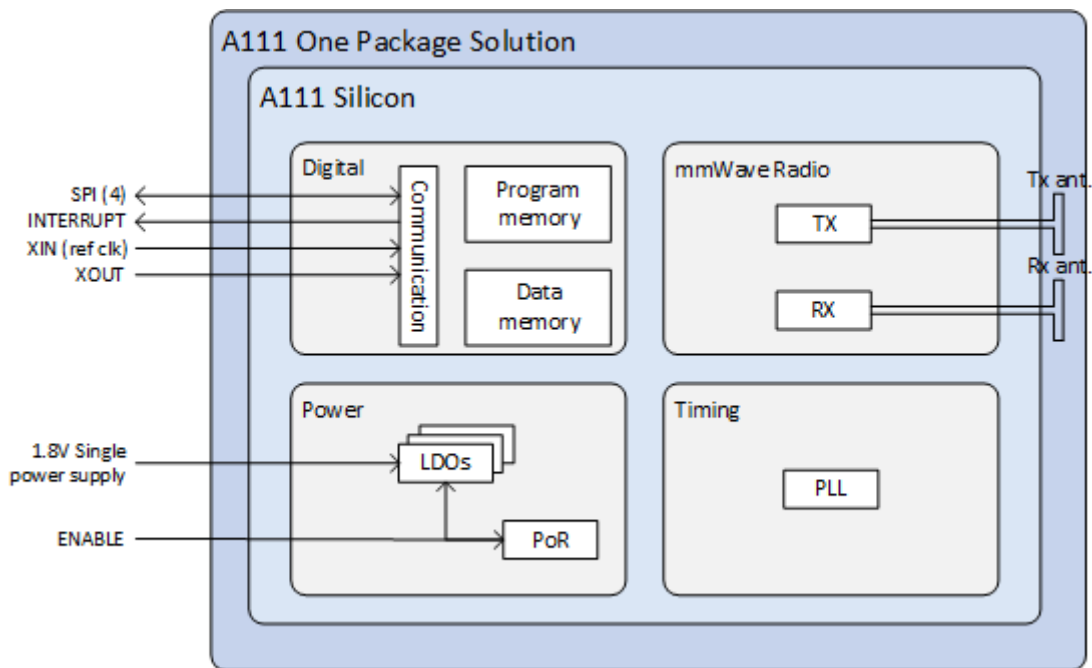 A111 One Package Solution
A111 Silicon
Digital
Communication
Program
memory
Data
memory
mmWave Radio
TX
RX
Tx ant.
Rx ant.
SPI (4)
INTERRUPT
XIN (ref clk)
XOUT
Power
LDOs
PoR
1.8V Single
power supply
ENABLE
Timing
PLL